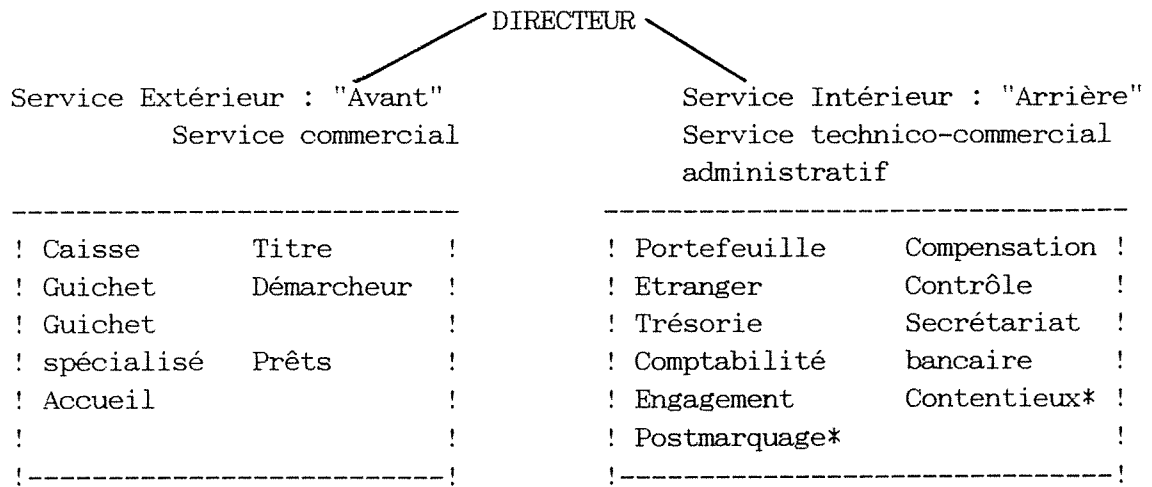 DIRECTEUR
Service Extérieur : "Avant"
Service commercial
Service Intérieur : "Arrière"
Service technico-commercial
administratif
! Caisse Titre !
! Guichet Démarcheur !
! Guichet !
! spécialisé Prêts !
! Accueil !
! !
!---------------------------!
! Portefeuille Compensation !
! Etranger Contrôle !
! Trésorie Secrétariat !
! Comptabilité bancaire !
! Engagement Contentieux* !
! Postmarquage* !
!--------------------------------!